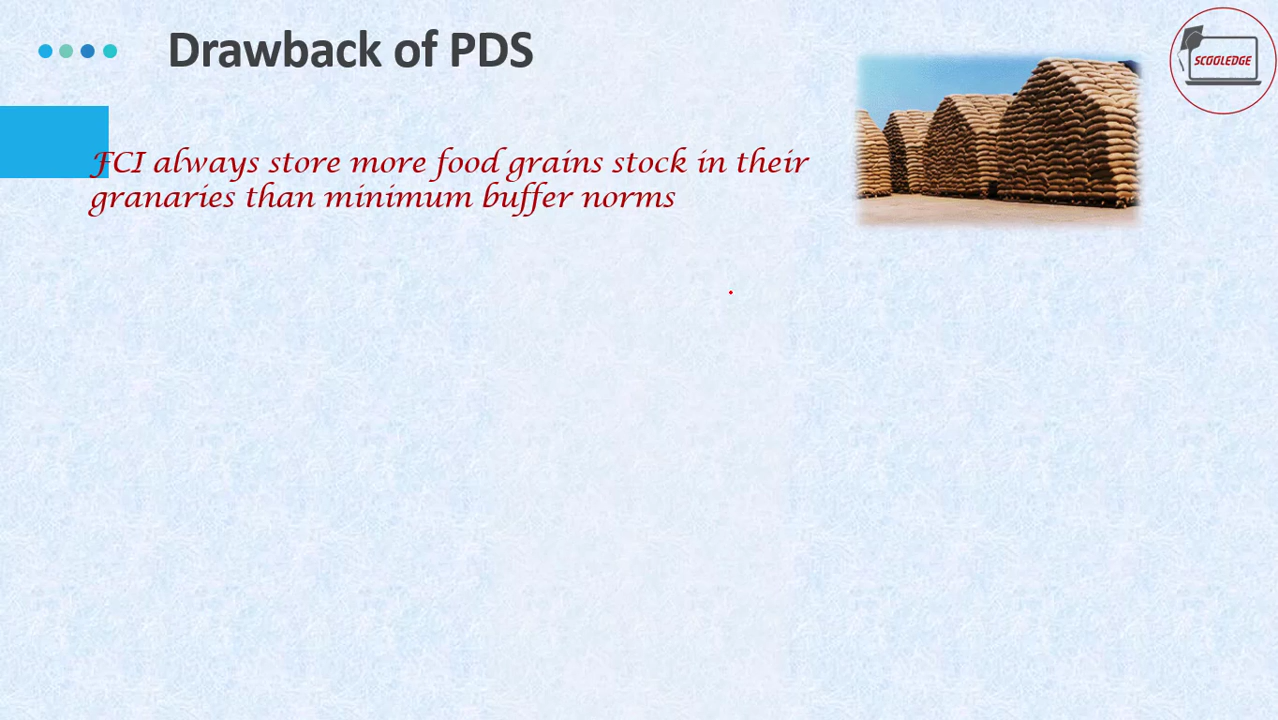 Drawback of PDS
SCOOLEDGE
FCI always store more food grains stock in their
granaries than minimum buffer norms